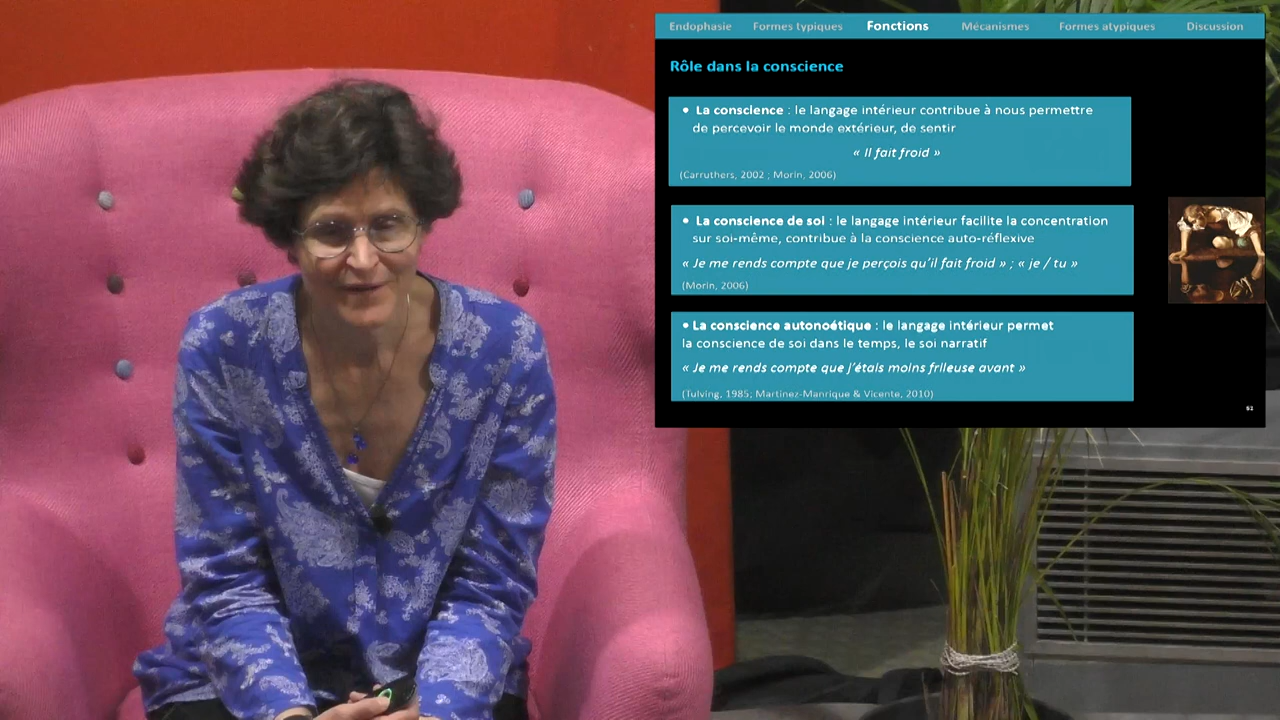 Endophasie Formes typiques Fonctions Mécanismes Formes atypiques Discussion
Rôle dans la conscience
• La conscience : le langage intérieur contribue à nous permettre
de percevoir le monde extérieur, de sentir
« Il fait froid »
(Carruthers, 2002 ; Morin, 2006)
• La conscience de soi : le langage intérieur facilite la concentration
sur soi-même, contribue à la conscience auto-réflexive
« Je me rends compte que je perçois qu'il fait froid » ; « je / tu »
(Morin, 2006)
• La conscience autonoétique : le langage intérieur permet
la conscience de soi dans le temps, le soi narratif
« Je me rends compte que j'étais moins frileuse avant »
(Tulving, 1985; Martinez-Manrique & Vicente, 2010)